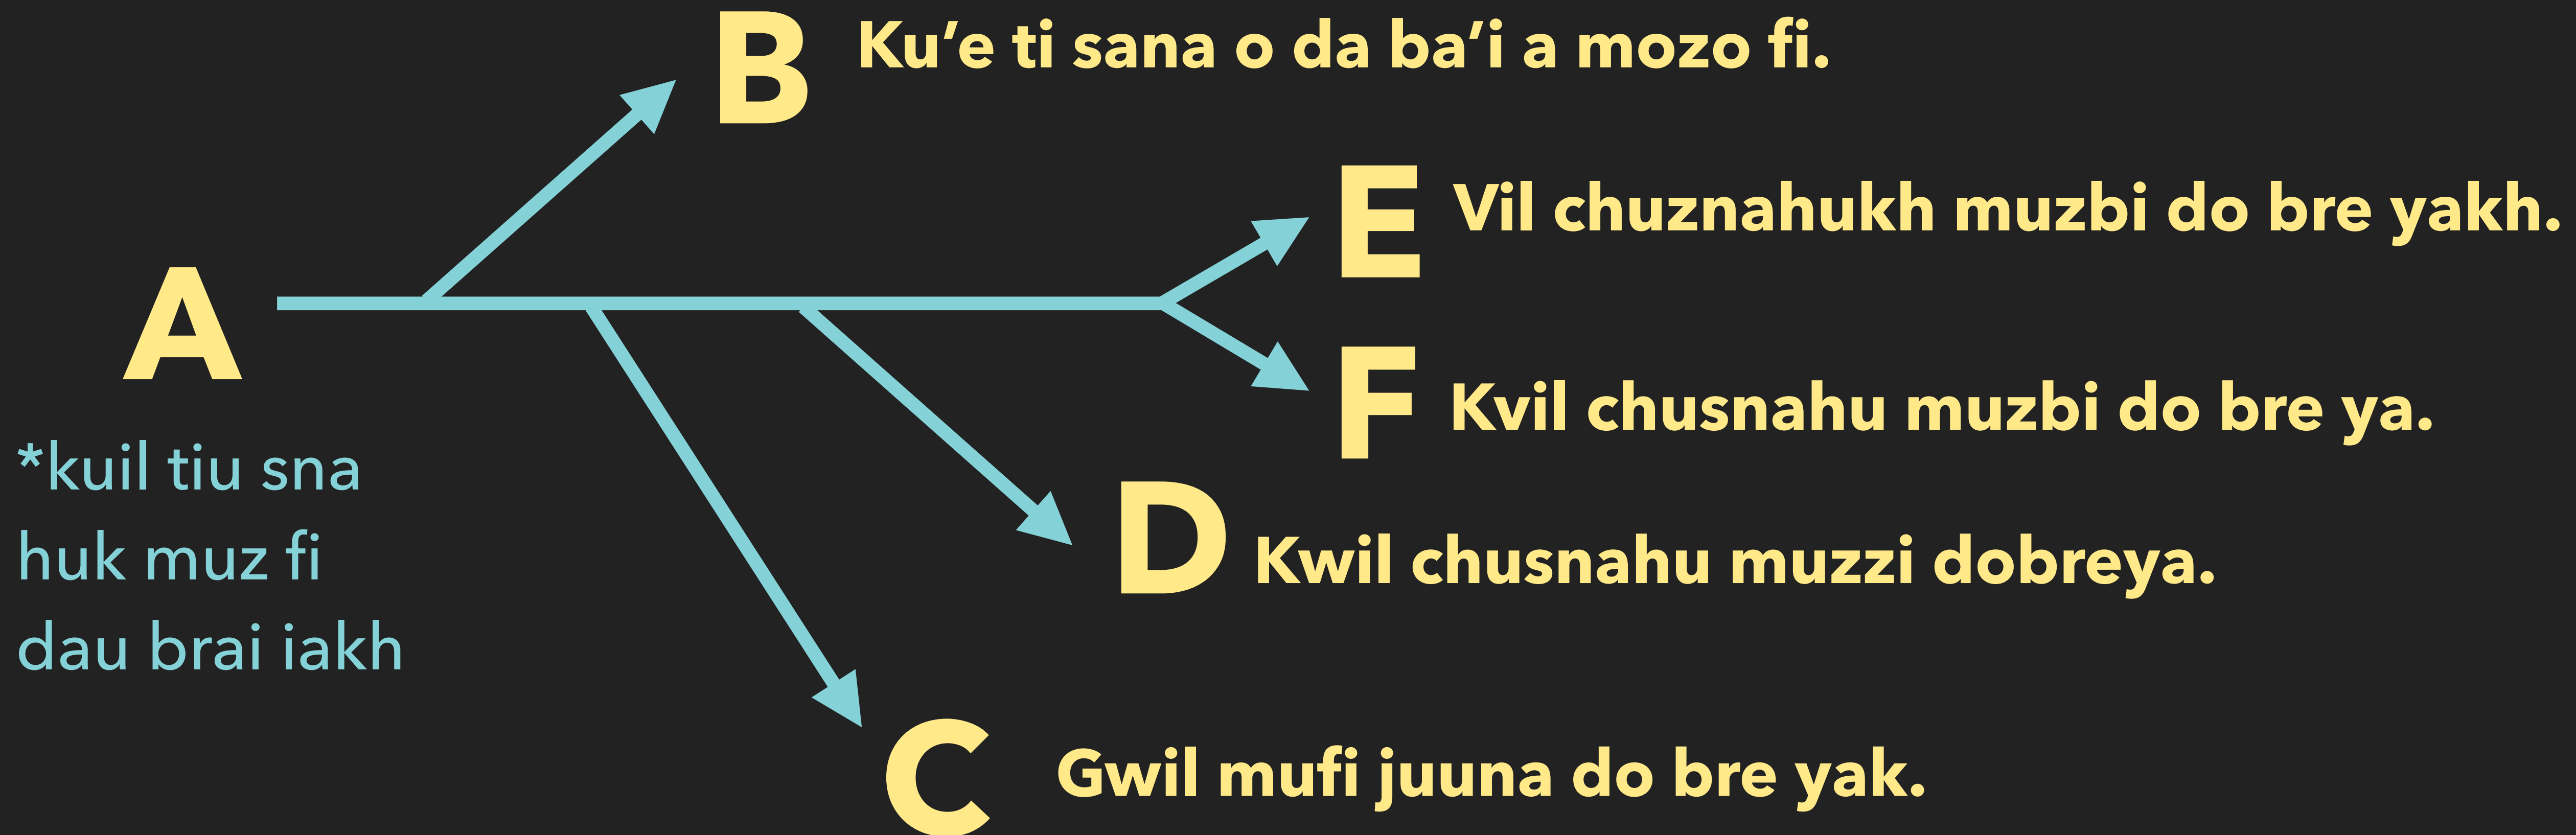 B
Ku’e ti sana o da ba’i a mozo fi.
E
Vil chuznahukh muzbi do bre yakh.
A
F
Kvil chusnahu muzbi do bre ya.
*kuil tiu sna
huk muz fi
dau brai iakh
D
Kwil chusnahu muzzi dobreya.
C
Gwil mufi juuna do bre yak.